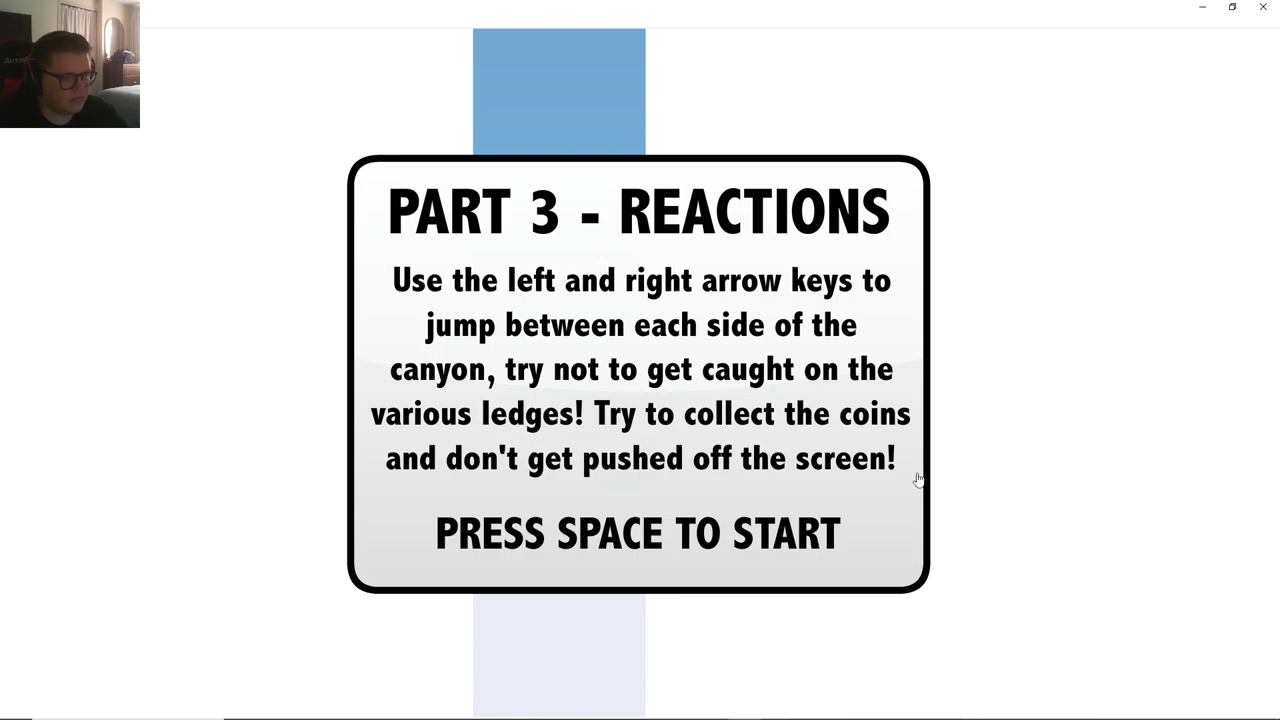 PART 3 - REACTIONS
Use the left and right arrow keys to
jump between each side of the
canyon, try not to get caught on the
various ledges! Try to collect the coins
and don't get pushed off the screen!
PRESS SPACE TO START